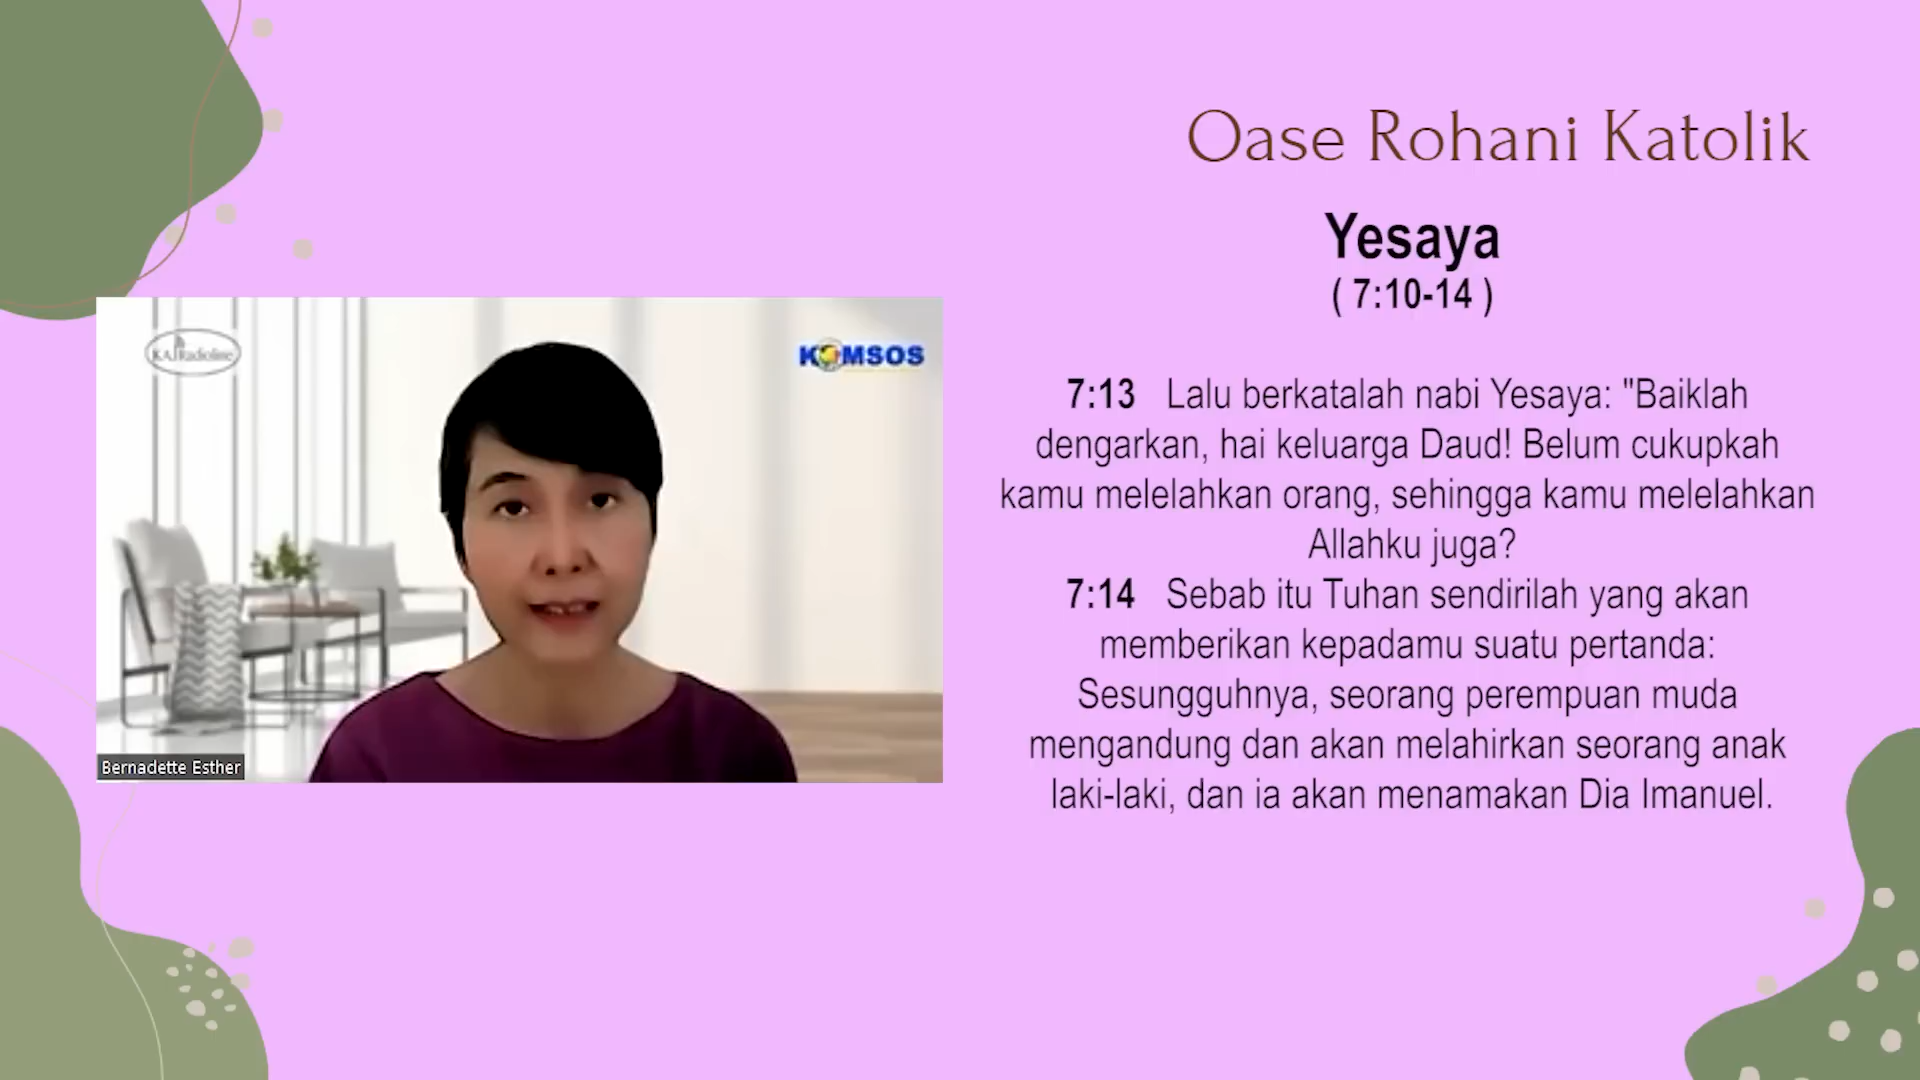 Oase Rohani Katolik
Yesaya
( 7:10-14 )
KAJ Radioline
KOMSOS
7:13 Lalu berkatalah nabi Yesaya: "Baiklah
dengarkan, hai keluarga Daud! Belum cukupkah
kamu melelahkan orang, sehingga kamu melelahkan
Allahku juga?
7:14 Sebab itu Tuhan sendirilah yang akan
memberikan kepadamu suatu pertanda:
Sesungguhnya, seorang perempuan muda
mengandung dan akan melahirkan seorang anak
laki-laki, dan ia akan menamakan Dia Imanuel.
Bernadette Esther